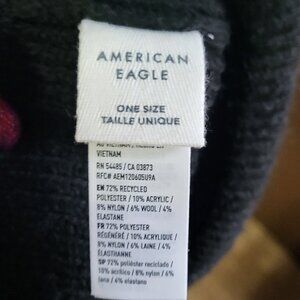 AMERICAN
EAGLE
ONE SIZE
TAILLE UNIQUE
VIETNAM
RN 54485 / CA 03873
RFC# AEM120605U9A
EN 72% RECYCLED
POLYESTER / 10% ACRYLIC /
8% NYLON / 6% WOOL / 4%
ELASTANE
FR 72% POLYESTER
RÉGÉNÉRÉ / 10% ACRYLIQUE /
8% NYLON / 6% LAINE / 4%
ÉLASTHANNE
SP 72% poliéster reciclado /
10% acrílico / 8% nylon / 6%
lana / 4% elastano